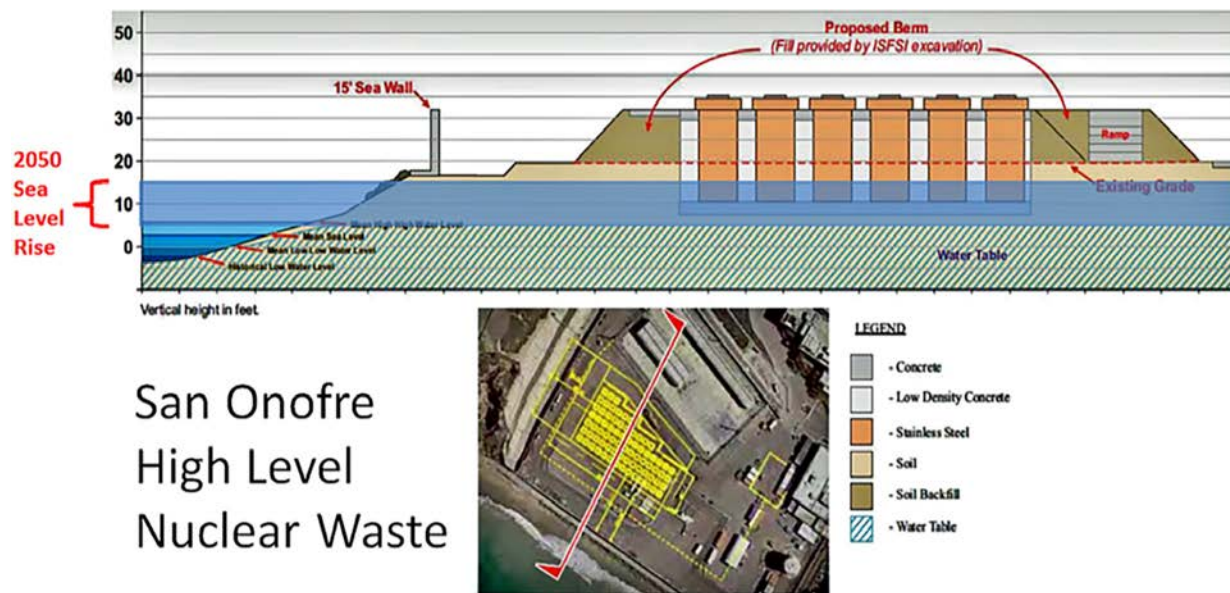 50
40
30
20
10
0
Proposed Berm
(Fill provided by ISFSI excavation)
15' Sea Wall
Ramp
2050
Sea
Level
Rise
Existing Grade
Mean High High Water Level
Mean Sea Level
Mean Low Low Water Level
Historical Low Water Level
Water Table
Vertical height in feet.
San Onofre
High Level
Nuclear Waste
LEGEND
- Concrete
- Low Density Concrete
- Stainless Steel
- Soil
- Soil Backfill
- Water Table